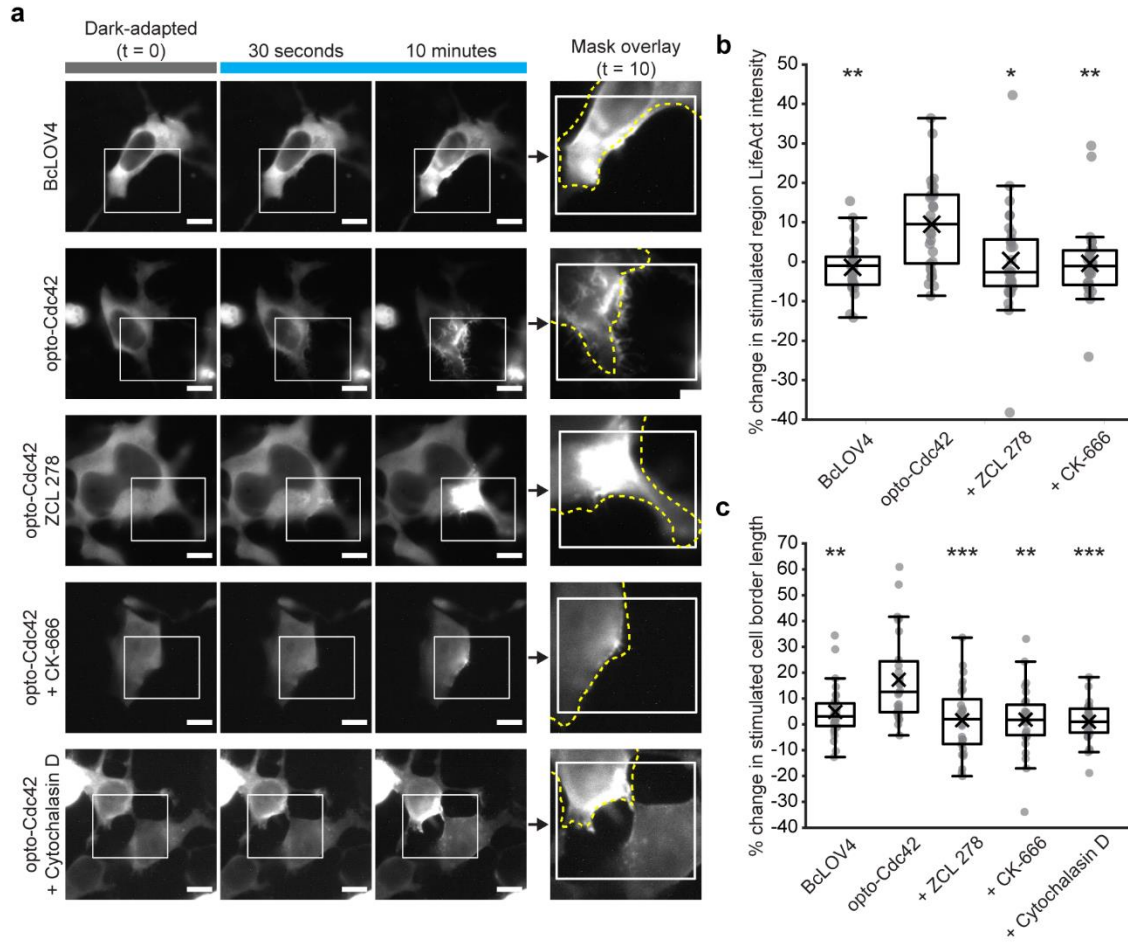 a
Dark-adapted
(t = 0)
30 seconds
10 minutes
Mask overlay
(t = 10)
BcLOV4
opto-Cdc42
opto-Cdc42
ZCL 278
opto-Cdc42
+ CK-666
opto-Cdc42
+ Cytochalasin D
b
% change in stimulated region LifeAct intensity
50
40
30
20
10
0
-10
-20
-30
-40
**
*
**
BcLOV4
opto-Cdc42
+ ZCL 278
+ CK-666
c
% change in stimulated cell border length
70
60
50
40
30
20
10
0
-10
-20
-30
-40
**
***
**
***
BcLOV4
opto-Cdc42
+ ZCL 278
+ CK-666
+ Cytochalasin D